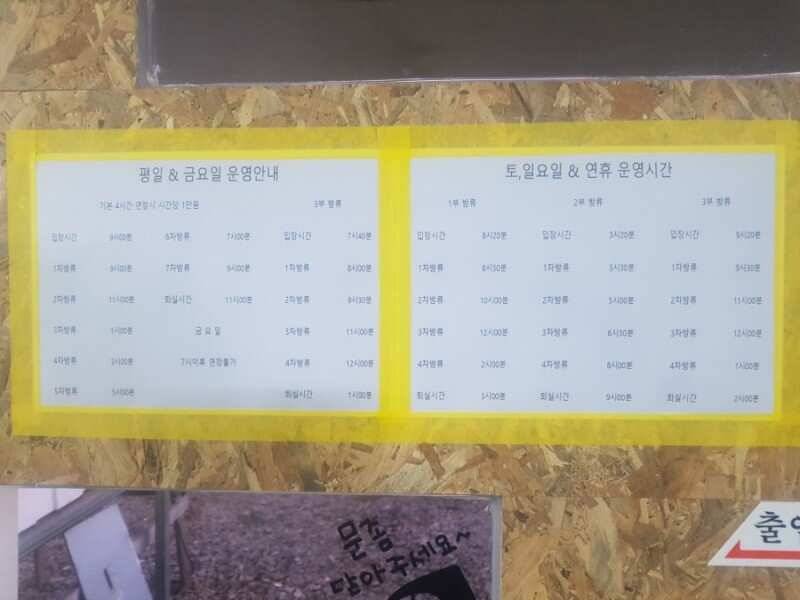 평일 & 금요일 운영안내
기본 4시간 연장시 시간당 1만원 3부 방류
입장시간 9시00분 6차방류 7시00분 입장시간 7시40분
1차방류 9시00분 7차방류 9시00분 1차방류 8시00분
2차방류 11시00분 퇴실시간 11시00분 2차방류 9시30분
3차방류 1시00분 금 요 일 3차방류 11시00분
4차방류 3시00분 7시이후 연장불가 4차방류 12시00분
5차방류 5시00분 퇴실시간 1시00분
토,일요일 & 연휴 운영시간
1부 방류 2부 방류 3부 방류
입장시간 8시20분 입장시간 3시20분 입장시간 9시20분
1차방류 8시30분 1차방류 3시30분 1차방류 9시30분
2차방류 10시00분 2차방류 5시00분 2차방류 11시00분
3차방류 12시00분 3차방류 6시30분 3차방류 12시00분
4차방류 2시00분 4차방류 8시00분 4차방류 1시00분
퇴실시간 3시00분 퇴실시간 9시00분 퇴실시간 2시00분
문좀
닫아주세요~